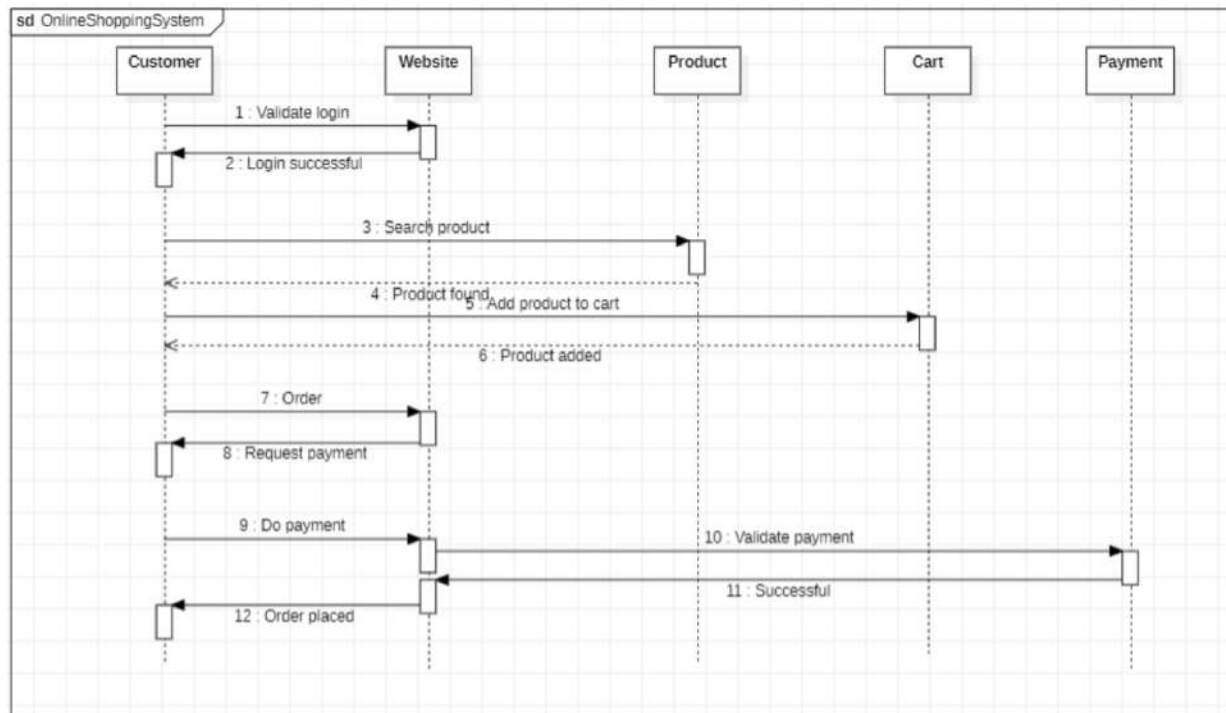 sd OnlineShoppingSystem
Customer
Website
Product
Cart
Payment
1 : Validate login
2 : Login successful
3 : Search product
4 : Product found
5 : Add product to cart
6 : Product added
7 : Order
8 : Request payment
9 : Do payment
10 : Validate payment
11 : Successful
12 : Order placed